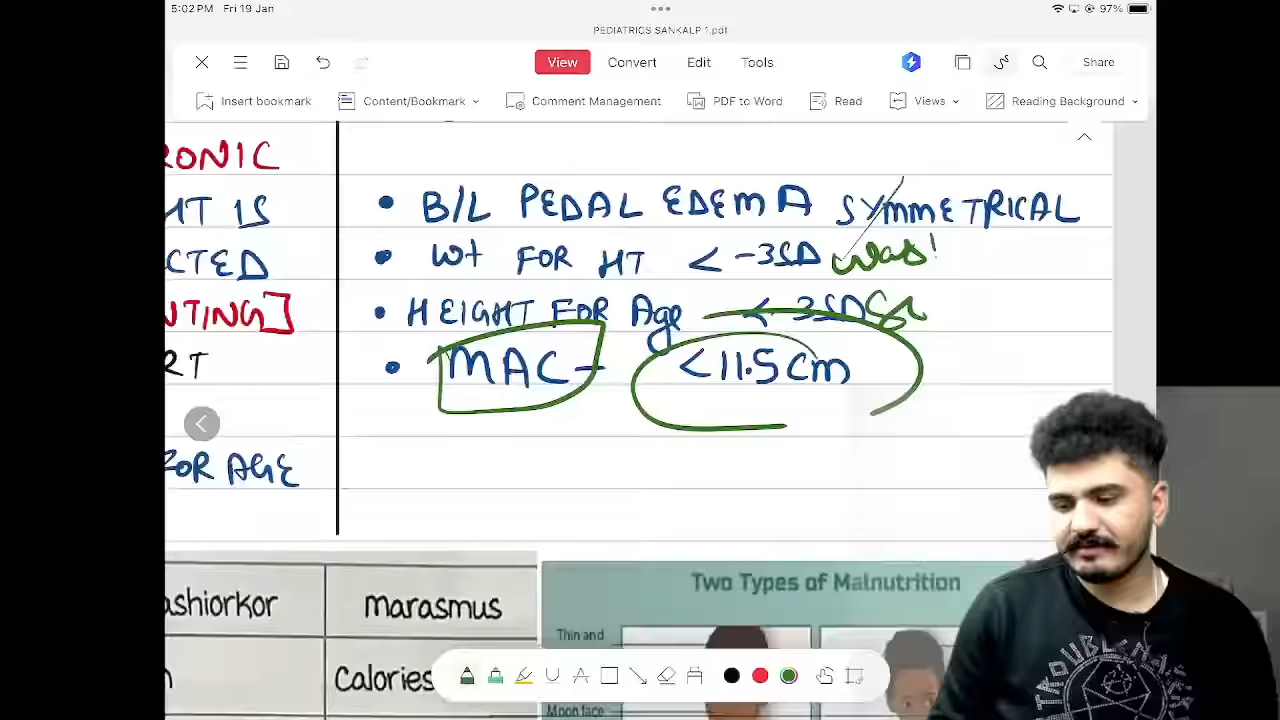 5:02 PM Fri 19 Jan
97%
PEDIATRICS SANKALP 1.pdf
View Convert Edit Tools
Share
Insert bookmark Content/Bookmark Comment Management PDF to Word Read Views Reading Background
RONIC
HT IS
CTED
NTING]
RT
FOR AGE
• B/L PEDAL EDEMA SYMMETRICAL
• Wt FOR HT < -3SD
• HEIGHT FOR Age < -3SD
• MAC - <11.5cm
ashiorkor marasmus
Calories
Two Types of Malnutrition
Thin and
Moon face
TROUBLEMAKER